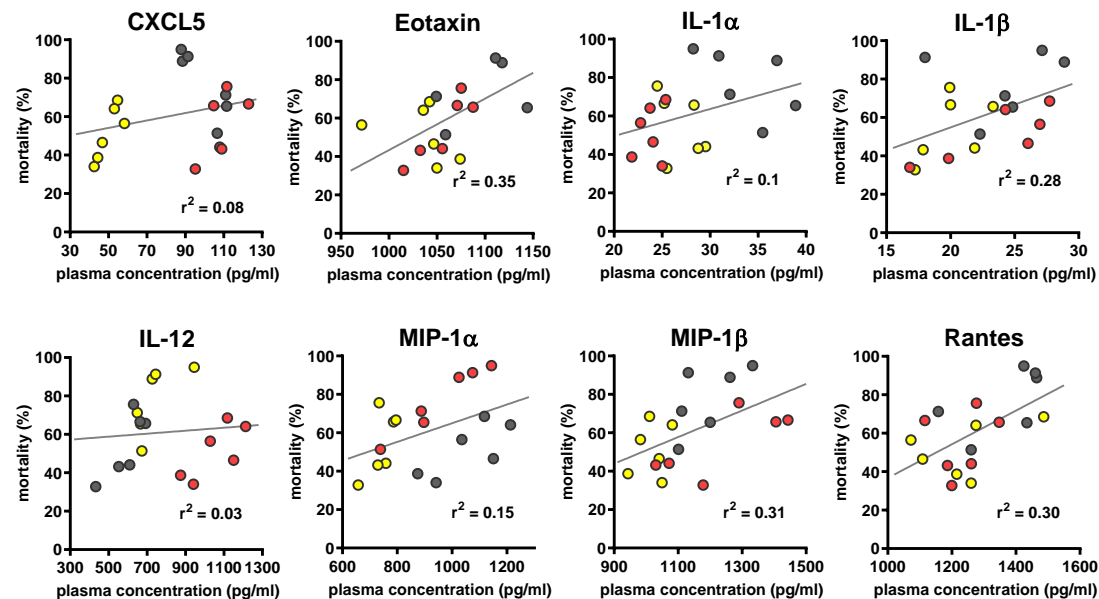 CXCL5
mortality (%)
100
80
60
40
20
0
r2 = 0.08
30 50 70 90 110 130
plasma concentration (pg/ml)
Eotaxin
mortality (%)
100
80
60
40
20
0
r2 = 0.35
950 1000 1050 1100 1150
plasma concentration (pg/ml)
IL-1α
mortality (%)
100
80
60
40
20
0
r2 = 0.1
20 25 30 35 40
plasma concentration (pg/ml)
IL-1β
mortality (%)
100
80
60
40
20
0
r2 = 0.28
15 20 25 30
plasma concentration (pg/ml)
IL-12
mortality (%)
100
80
60
40
20
0
r2 = 0.03
300 500 700 900 1100 1300
plasma concentration (pg/ml)
MIP-1α
mortality (%)
100
80
60
40
20
0
r2 = 0.15
600 800 1000 1200
plasma concentration (pg/ml)
MIP-1β
mortality (%)
100
80
60
40
20
0
r2 = 0.31
900 1100 1300 1500
plasma concentration (pg/ml)
Rantes
mortality (%)
100
80
60
40
20
0
r2 = 0.30
1000 1200 1400 1600
plasma concentration (pg/ml)